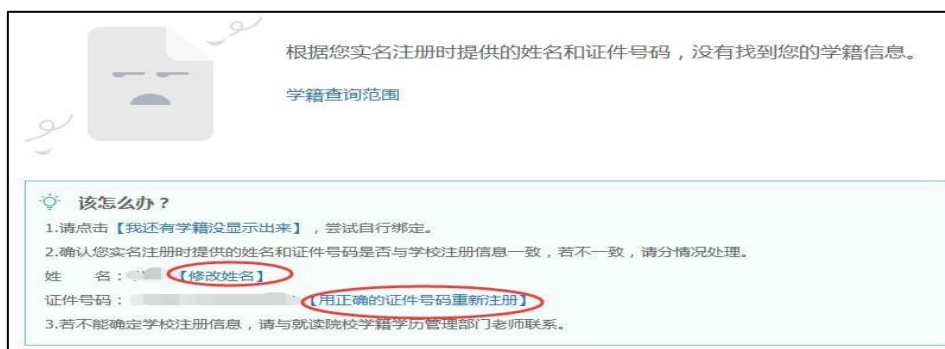 根据您实名注册时提供的姓名和证件号码，没有找到您的学籍信息。
学籍查询范围
该怎么办？
1.请点击【我还有学籍没显示出来】，尝试自行绑定。
2.确认您实名注册时提供的姓名和证件号码是否与学校注册信息一致，若不一致，请分情况处理。
姓 名：【修改姓名】
证件号码：【用正确的证件号码重新注册】
3.若不能确定学校注册信息，请与就读院校学籍学历管理部门老师联系。